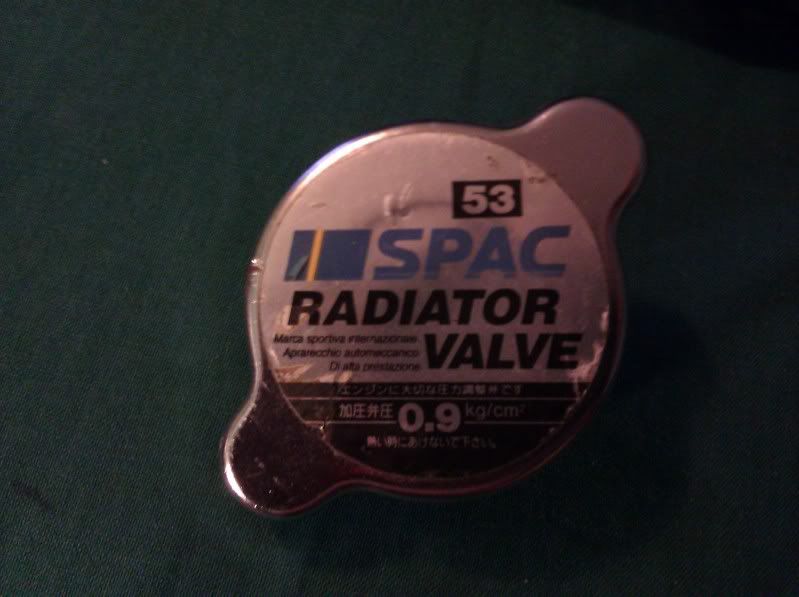 53
SPAC
RADIATOR
VALVE
Marca sportiva internazionale
Aprarecchio automeccanico
Di alta prestazione
エンジンに大切な圧力調整弁です
加圧弁圧 0.9 kg/cm²
熱い時にあけないで下さい。